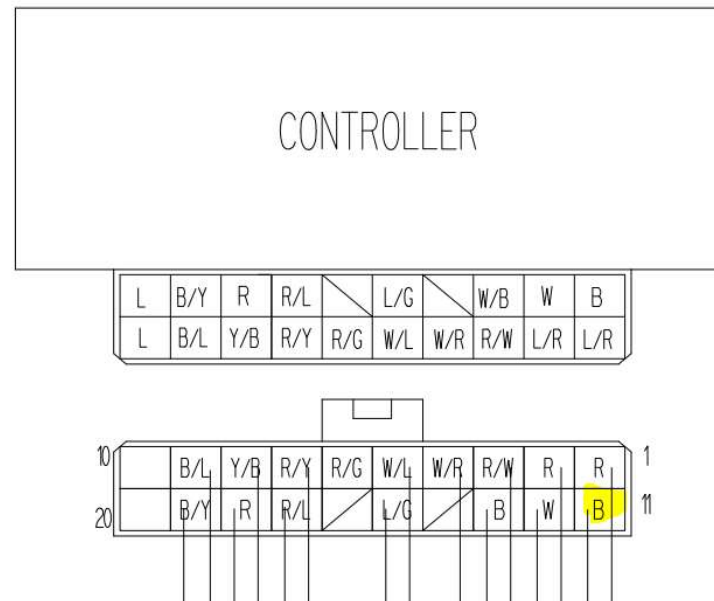 CONTROLLER
L B/Y R R/L L/G W/B W B
L B/L Y/B R/Y R/G W/L W/R R/W L/R L/R
10 B/L Y/B R/Y R/G W/L W/R R/W R R 1
20 B/Y R R/L L/G B W B 11